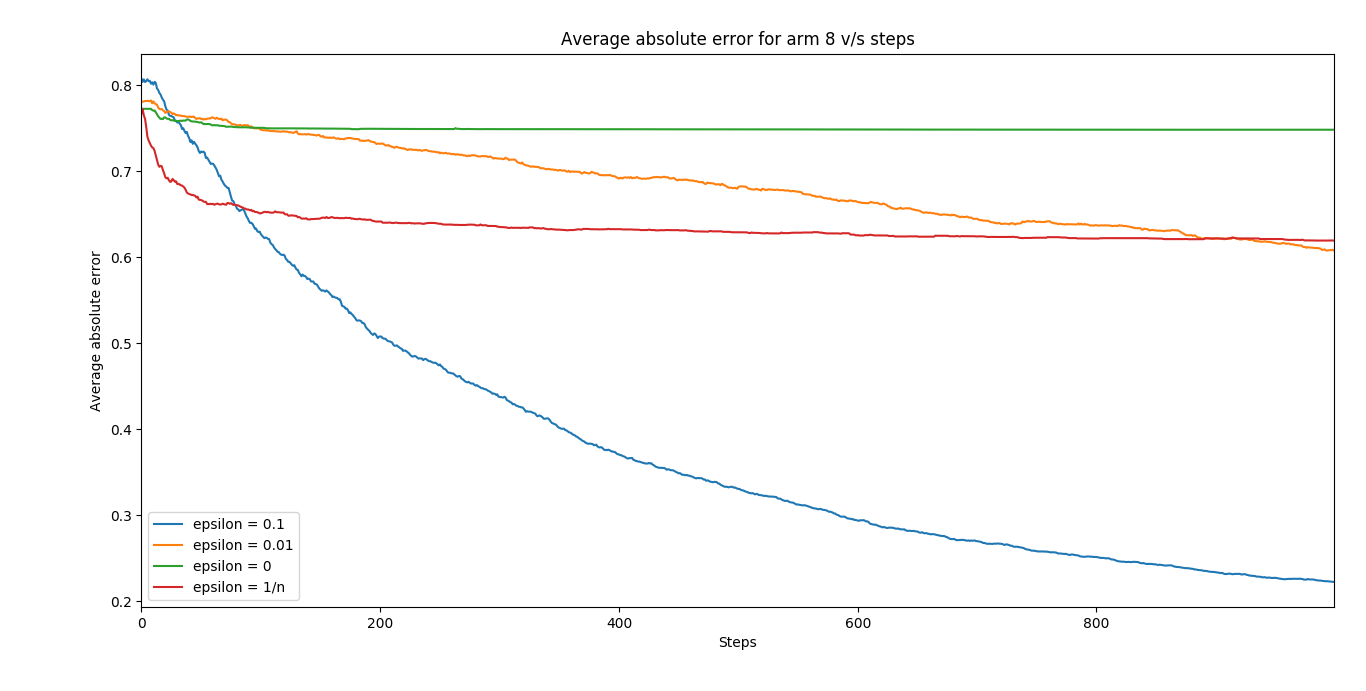 Average absolute error for arm 8 v/s steps
Average absolute error
0.8
0.7
0.6
0.5
0.4
0.3
0.2
epsilon = 0.1
epsilon = 0.01
epsilon = 0
epsilon = 1/n
0
200
400
600
800
Steps